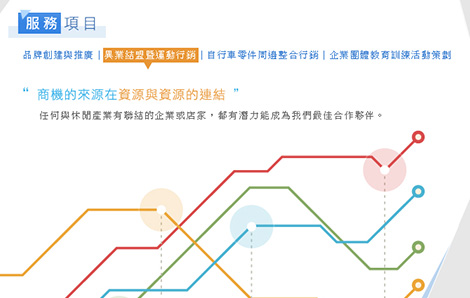 服務項目
品牌創建與推廣 | 異業結盟暨運動行銷 | 自行車零件周邊整合行銷 | 企業團體教育訓練活動策劃
“ 商機的來源在資源與資源的連結 ”
任何與休閒產業有聯結的企業或店家，都有潛力能成為我們最佳合作夥伴。